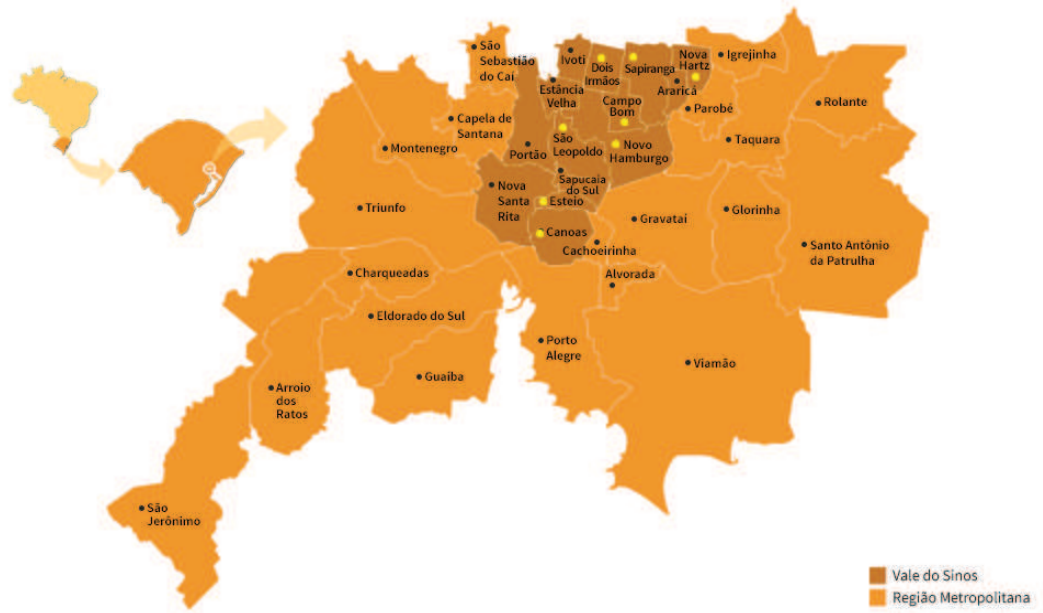 São
Sebastião
do Caí
Ivoti
Dois
Irmãos
Sapiranga
Nova
Hartz
Igrejinha
Estância
Velha
Araricá
Campo
Bom
Parobé
Rolante
Capela de
Santana
Montenegro
Portão
São
Leopoldo
Novo
Hamburgo
Taquara
Sapucaia
do Sul
Nova
Santa
Rita
Esteio
Triunfo
Gravataí
Glorinha
Canoas
Cachoeirinha
Santo Antônio
da Patrulha
Charqueadas
Alvorada
Eldorado do Sul
Porto
Alegre
Viamão
Guaíba
Arroio
dos
Ratos
São
Jerônimo
Vale do Sinos
Região Metropolitana